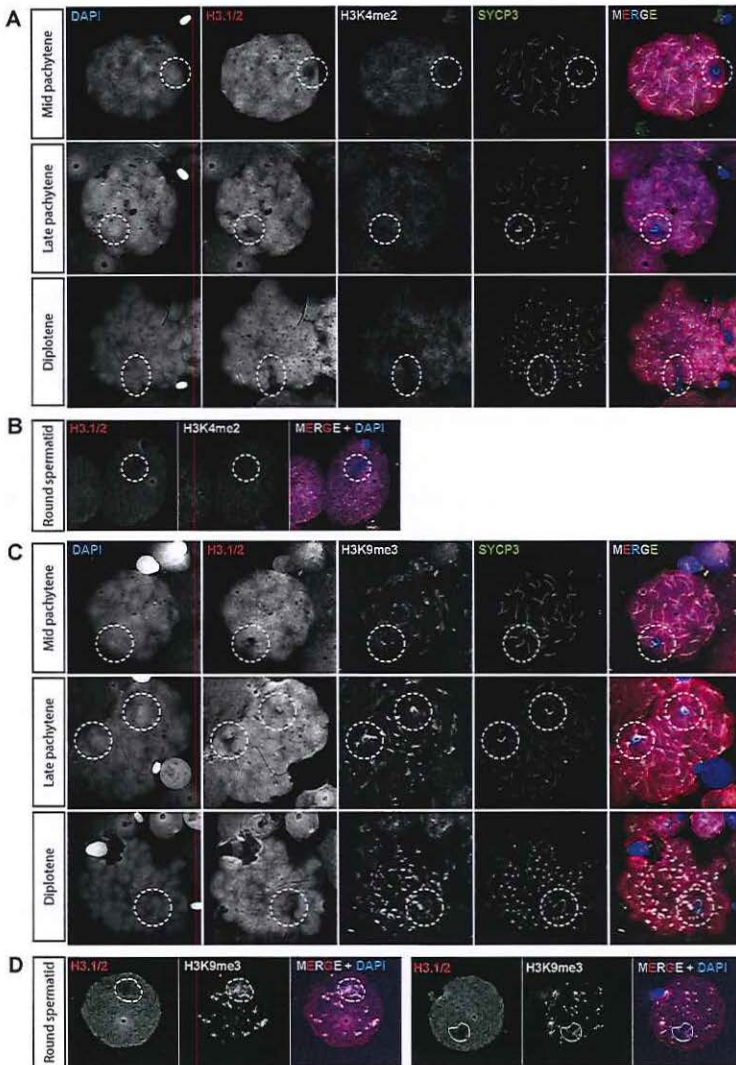 A
DAPI H3.1/2 H3K4me2 SYCP3 MERGE
Mid pachytene
Late pachytene
Diplotene
B
H3.1/2 H3K4me2 MERGE + DAPI
Round spermatid
C
DAPI H3.1/2 H3K9me3 SYCP3 MERGE
Mid pachytene
Late pachytene
Diplotene
D
H3.1/2 H3K9me3 MERGE + DAPI H3.1/2 H3K9me3 MERGE + DAPI
Round spermatid